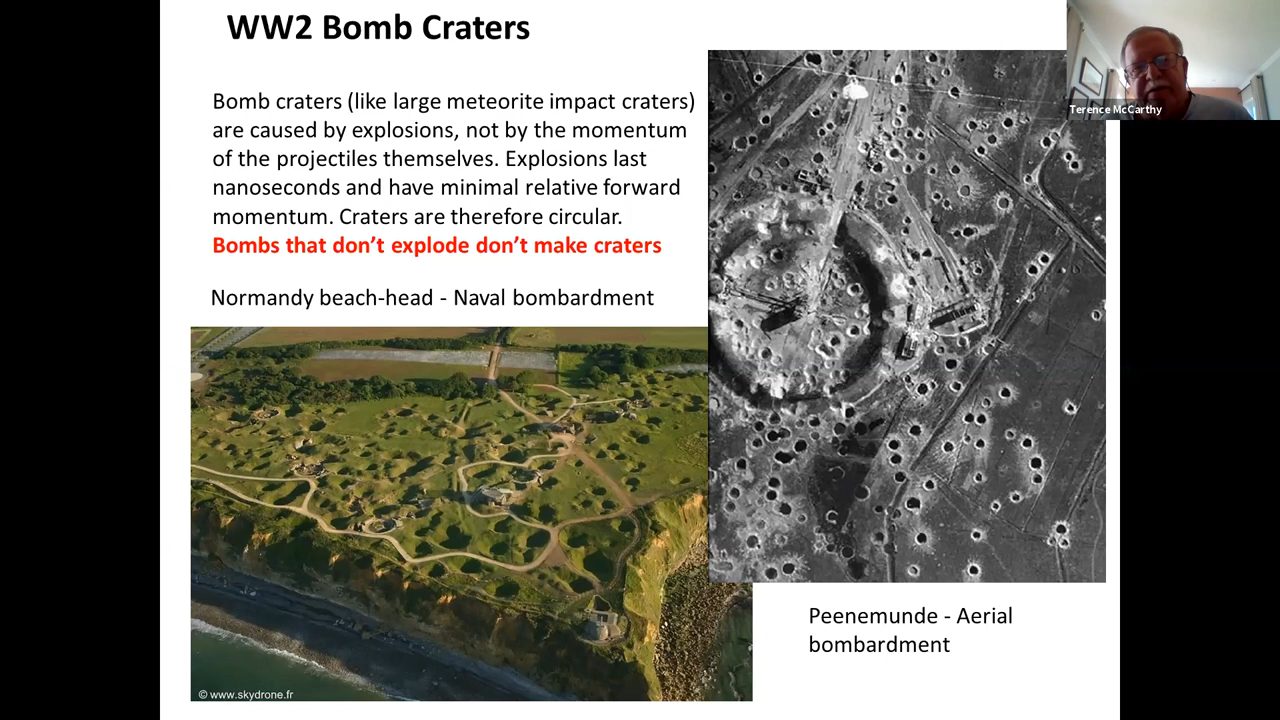 WW2 Bomb Craters
Terence McCarthy
Bomb craters (like large meteorite impact craters)
are caused by explosions, not by the momentum
of the projectiles themselves. Explosions last
nanoseconds and have minimal relative forward
momentum. Craters are therefore circular.
Bombs that don’t explode don’t make craters
Normandy beach-head - Naval bombardment
Peenemunde - Aerial
bombardment
© www.skydrone.fr